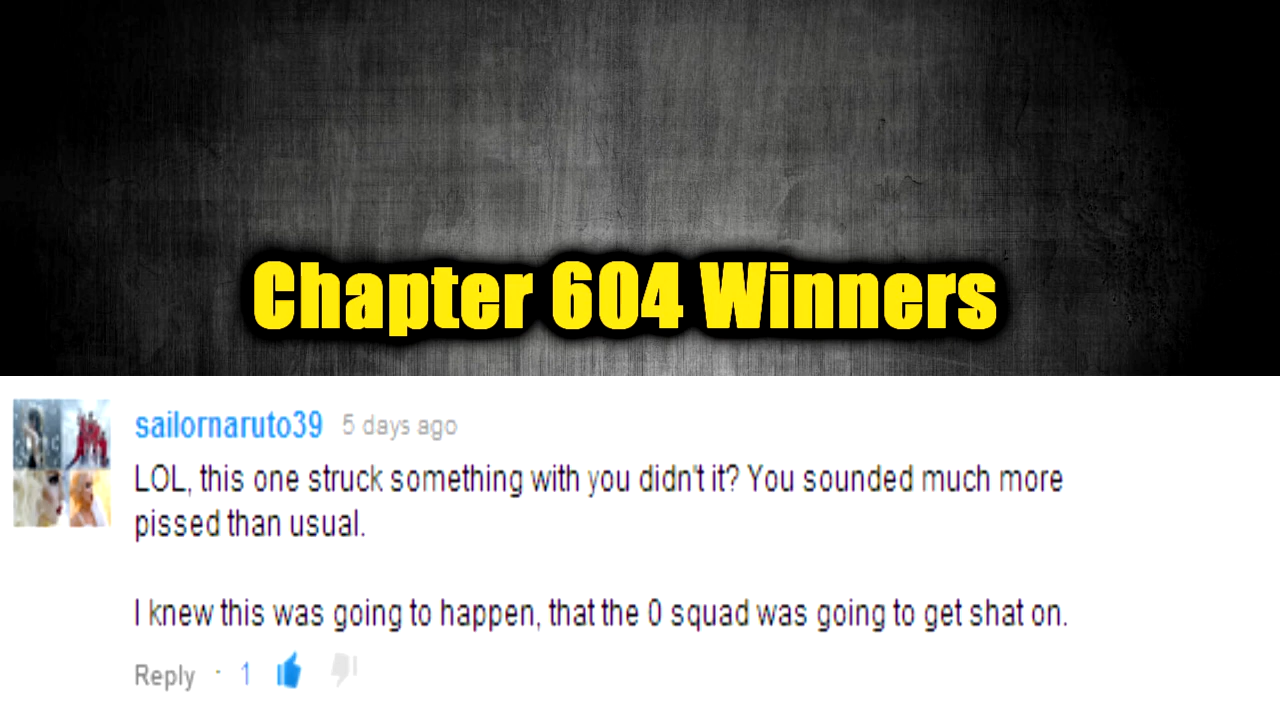 Chapter 604 Winners
sailornaruto39 5 days ago
LOL, this one struck something with you didn't it? You sounded much more
pissed than usual.
I knew this was going to happen, that the 0 squad was going to get shat on.
Reply · 1